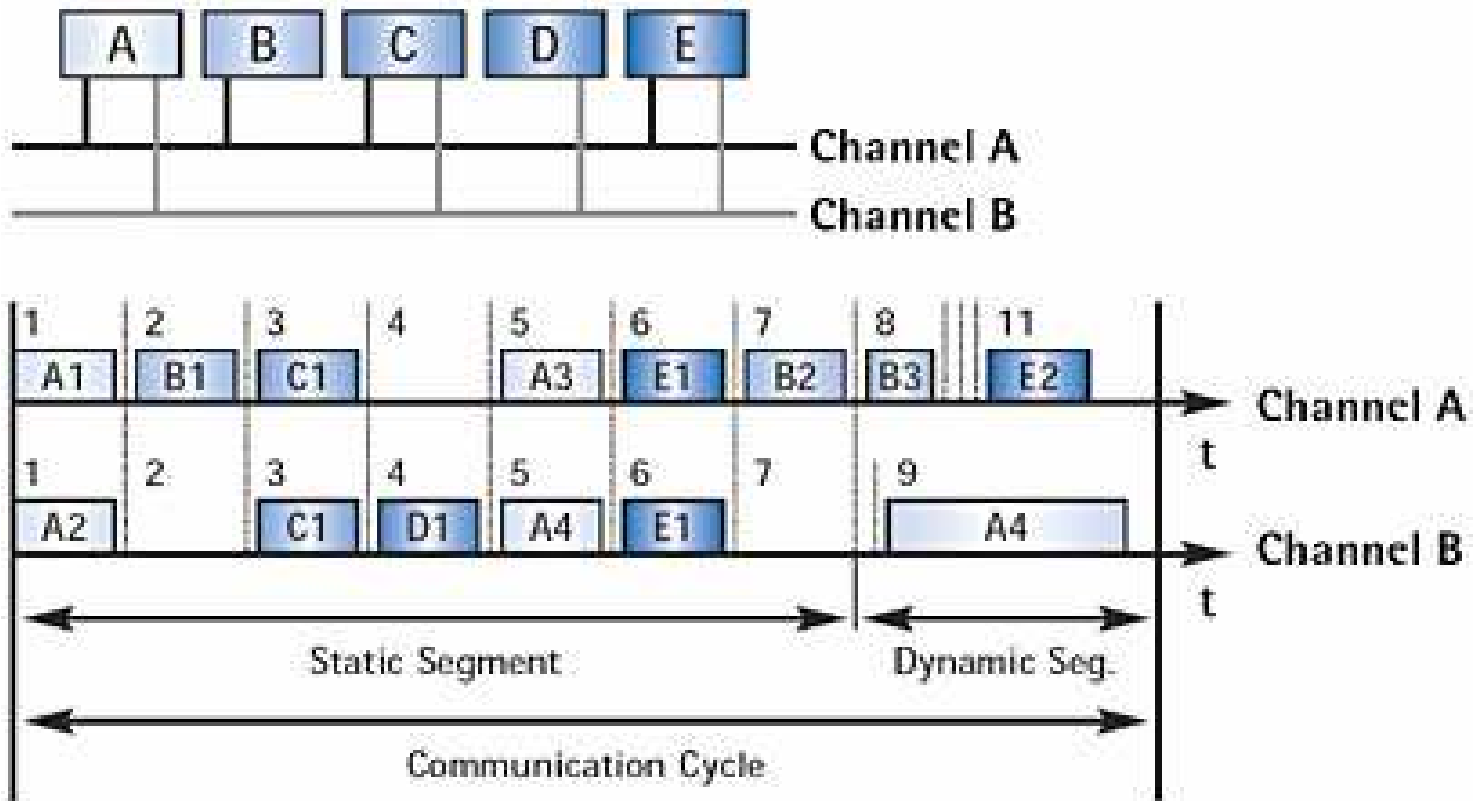 A B C D E
Channel A
Channel B
1 2 3 4 5 6 7 8 11
A1 B1 C1 A3 E1 B2 B3 E2
Channel A
t
1 2 3 4 5 6 7 9
A2 C1 D1 A4 E1 A4
Channel B
t
Static Segment Dynamic Seg.
Communication Cycle